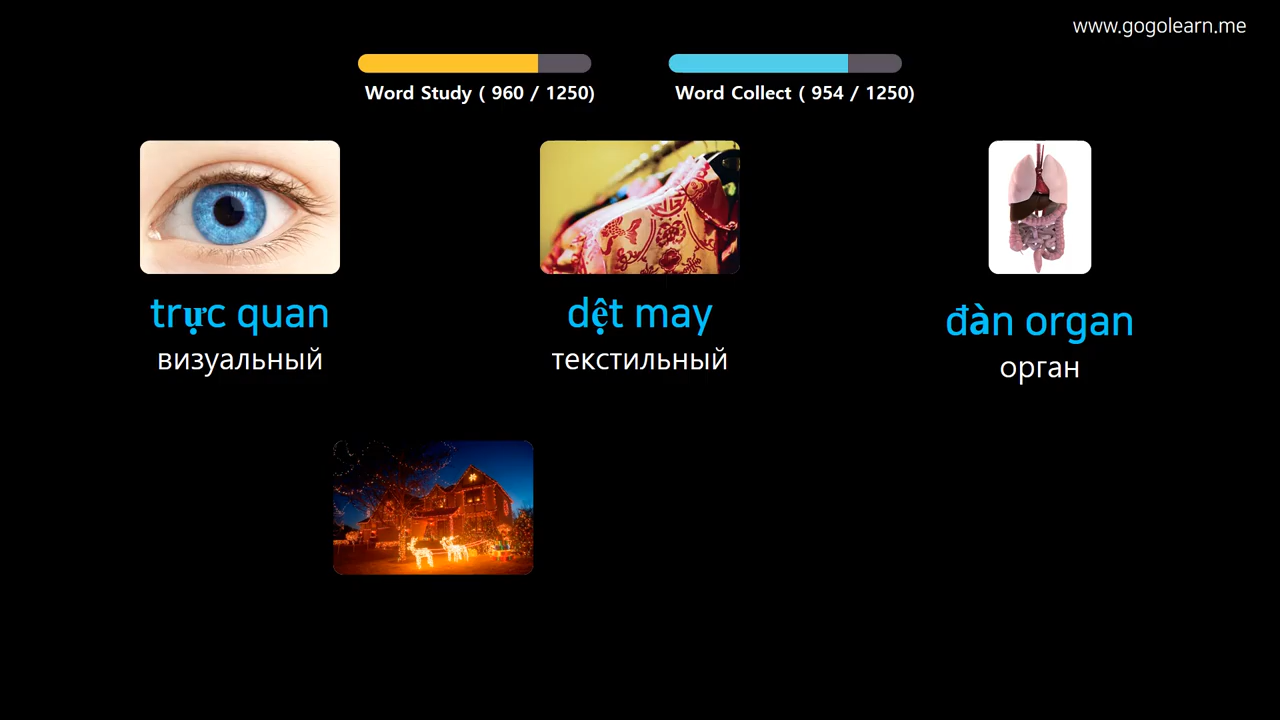 www.gogolearn.me
Word Study ( 960 / 1250)
Word Collect ( 954 / 1250)
trực quan
визуальный
dệt may
текстильный
đàn organ
орган